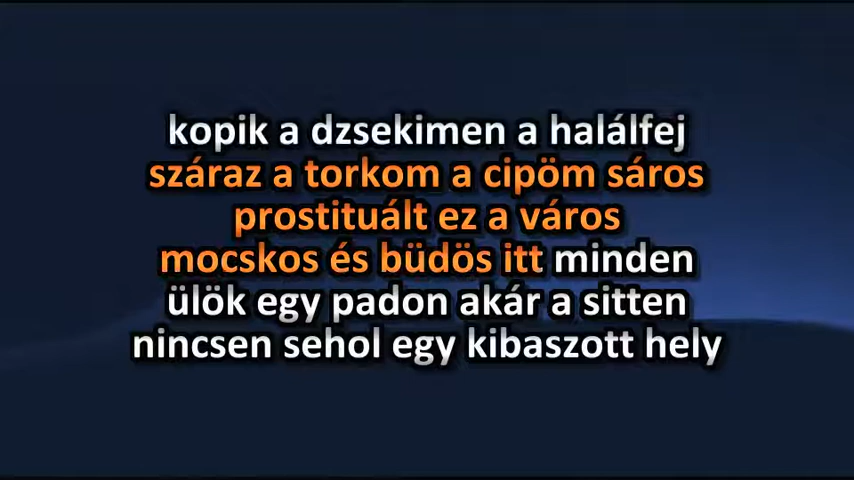 kopik a dzsekimen a halálfej
száraz a torkom a cipöm sáros
prostituált ez a város
mocskos és büdös itt minden
ülök egy padon akár a sitten
nincsen sehol egy kibaszott hely